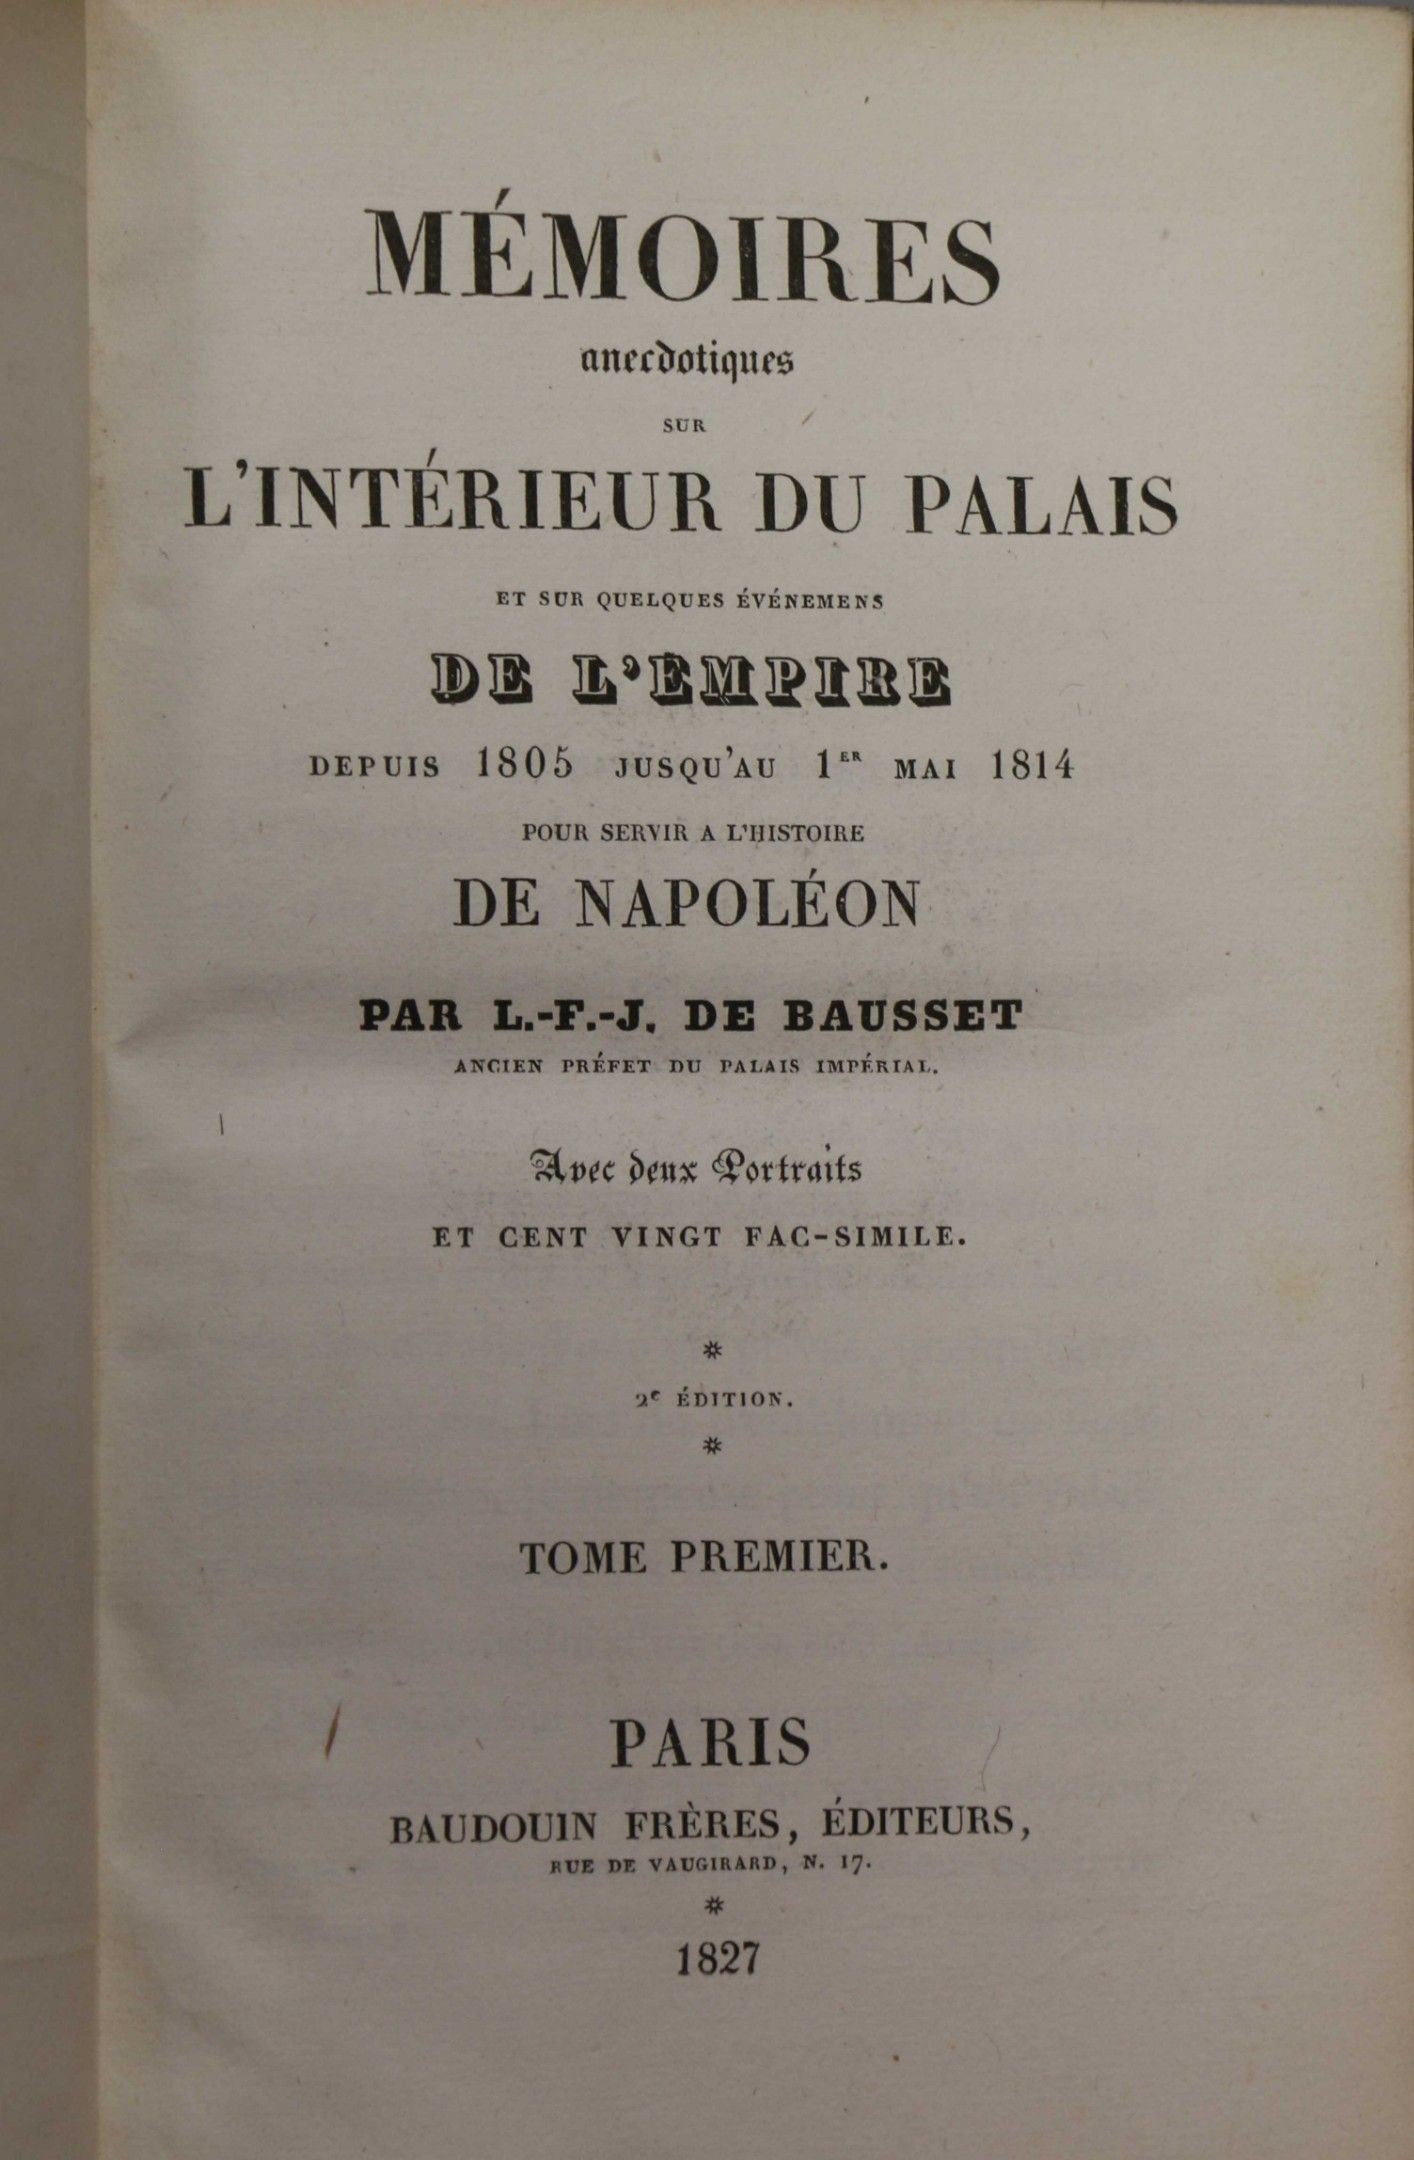 MÉMOIRES
anecdotiques
SUR
L'INTÉRIEUR DU PALAIS
ET SUR QUELQUES ÉVÉNEMENS
DE L'EMPIRE
DEPUIS 1805 JUSQU'AU 1ER MAI 1814
POUR SERVIR A L'HISTOIRE
DE NAPOLÉON
PAR L.-F.-J. DE BAUSSET
ANCIEN PRÉFET DU PALAIS IMPÉRIAL.
Avec deux Portraits
ET CENT VINGT FAC-SIMILE.
*
2e ÉDITION.
*
TOME PREMIER.
PARIS
BAUDOUIN FRÈRES, ÉDITEURS,
RUE DE VAUGIRARD, N. 17.
*
1827